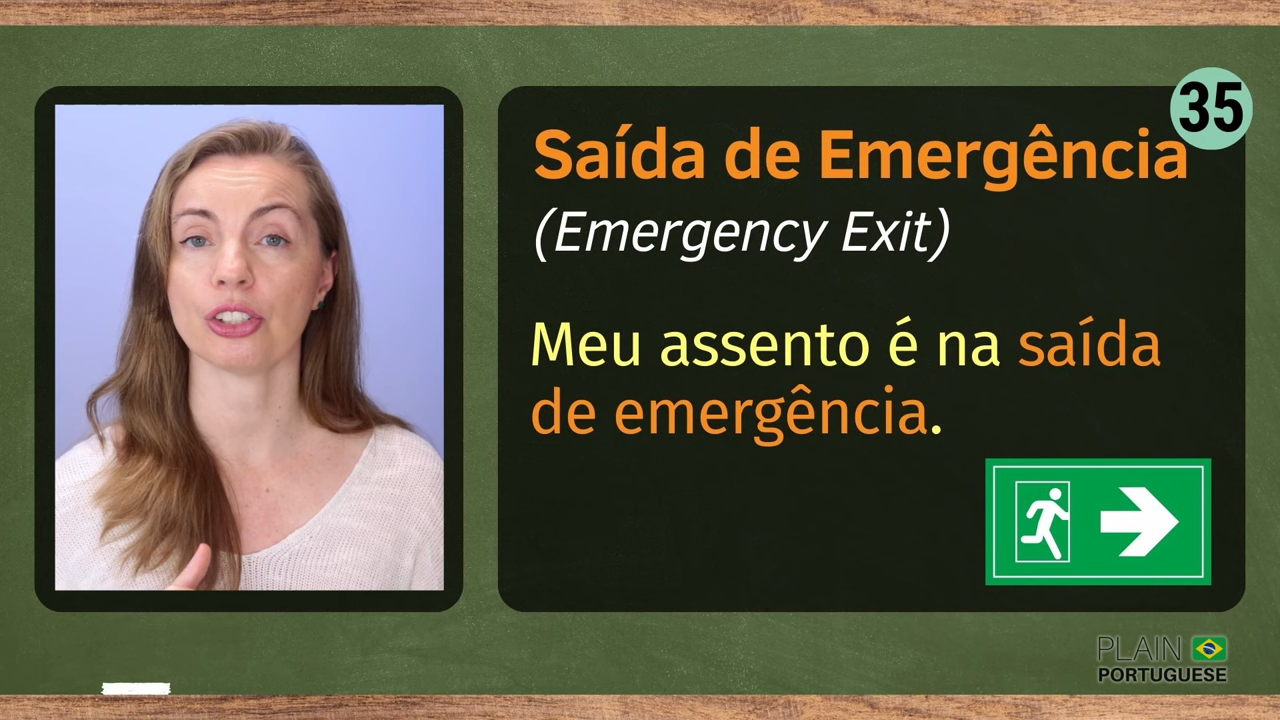 35
Saída de Emergência
(Emergency Exit)
Meu assento é na saída
de emergência.
PLAIN
PORTUGUESE